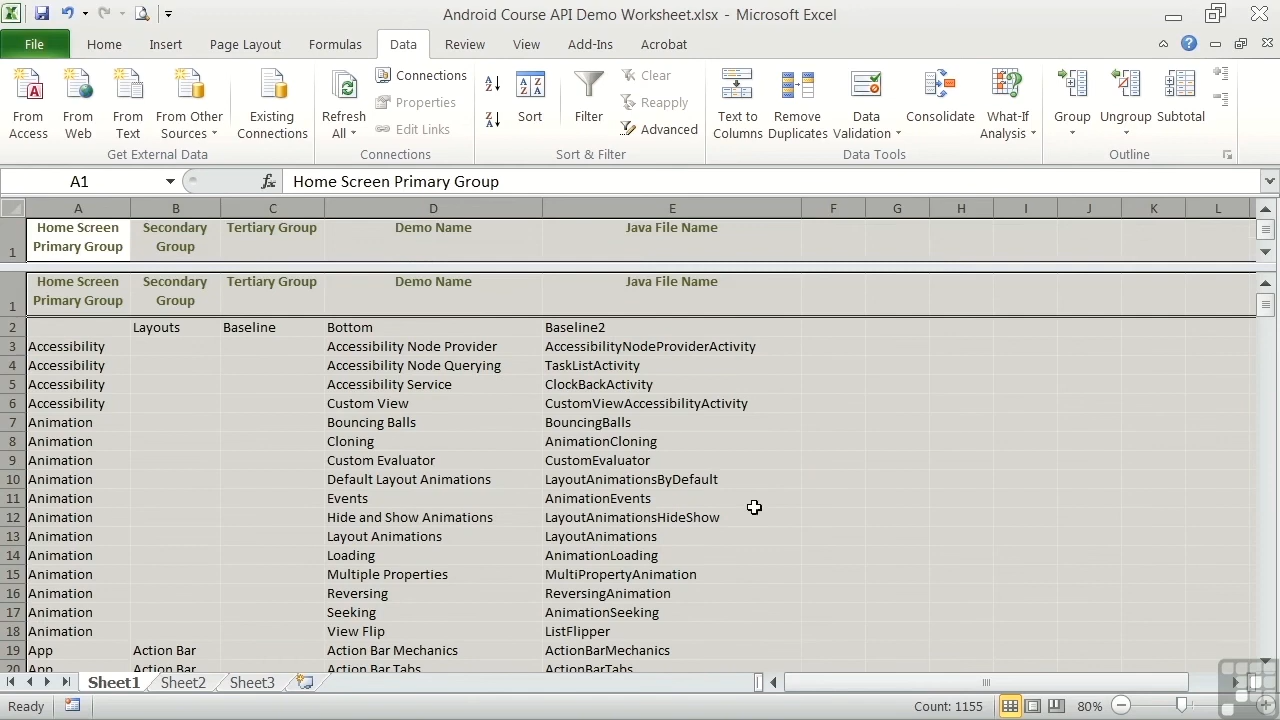 Android Course API Demo Worksheet.xlsx - Microsoft Excel
File Home Insert Page Layout Formulas Data Review View Add-Ins Acrobat
From Access
From Web
From Text
From Other Sources
Existing Connections
Get External Data
Refresh All
Connections
Properties
Edit Links
Connections
Sort
Filter
Clear
Reapply
Advanced
Sort & Filter
Text to Columns
Remove Duplicates
Data Validation
Consolidate
What-If Analysis
Data Tools
Group
Ungroup
Subtotal
Outline
A1 fx Home Screen Primary Group
A B C D E F G H I J K L
1 Home Screen Primary Group Secondary Group Tertiary Group Demo Name Java File Name
1 Home Screen Primary Group Secondary Group Tertiary Group Demo Name Java File Name
2 Layouts Baseline Bottom Baseline2
3 Accessibility Accessibility Node Provider AccessibilityNodeProviderActivity
4 Accessibility Accessibility Node Querying TaskListActivity
5 Accessibility Accessibility Service ClockBackActivity
6 Accessibility Custom View CustomViewAccessibilityActivity
7 Animation Bouncing Balls BouncingBalls
8 Animation Cloning AnimationCloning
9 Animation Custom Evaluator CustomEvaluator
10 Animation Default Layout Animations LayoutAnimationsByDefault
11 Animation Events AnimationEvents
12 Animation Hide and Show Animations LayoutAnimationsHideShow
13 Animation Layout Animations LayoutAnimations
14 Animation Loading AnimationLoading
15 Animation Multiple Properties MultiPropertyAnimation
16 Animation Reversing ReversingAnimation
17 Animation Seeking AnimationSeeking
18 Animation View Flip ListFlipper
19 App Action Bar Action Bar Mechanics ActionBarMechanics
20 App Action Bar Action Bar Tabs ActionBarTabs
Sheet1 Sheet2 Sheet3
Ready Count: 1155 80%